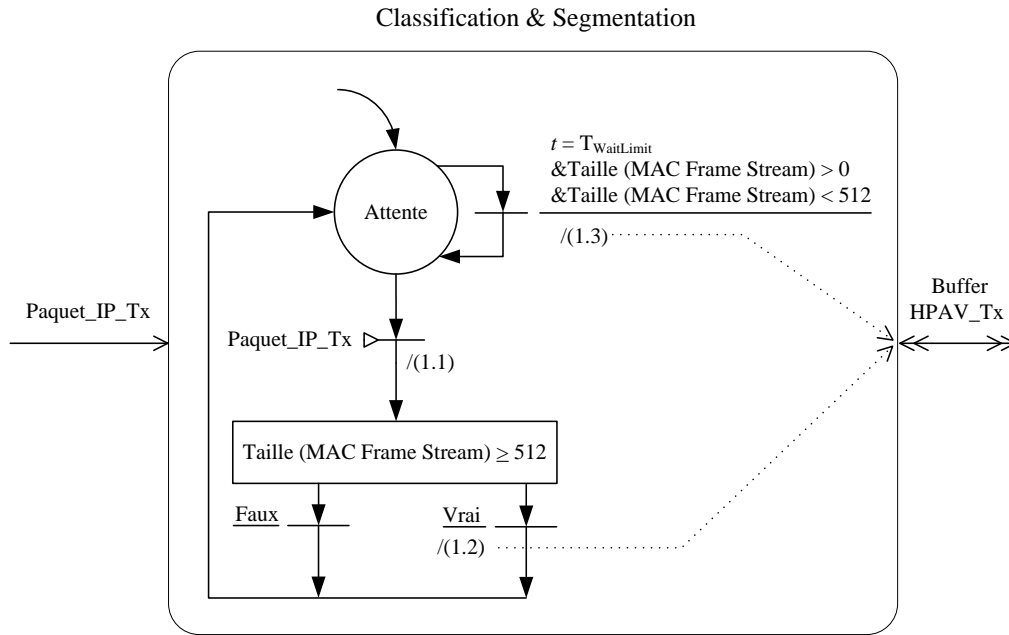 Classification & Segmentation
t = TWaitLimit
&Taille (MAC Frame Stream) > 0
&Taille (MAC Frame Stream) < 512
/(1.3)
Attente
Paquet_IP_Tx
Buffer
HPAV_Tx
Paquet_IP_Tx
/(1.1)
Taille (MAC Frame Stream) ≥ 512
Faux
Vrai
/(1.2)